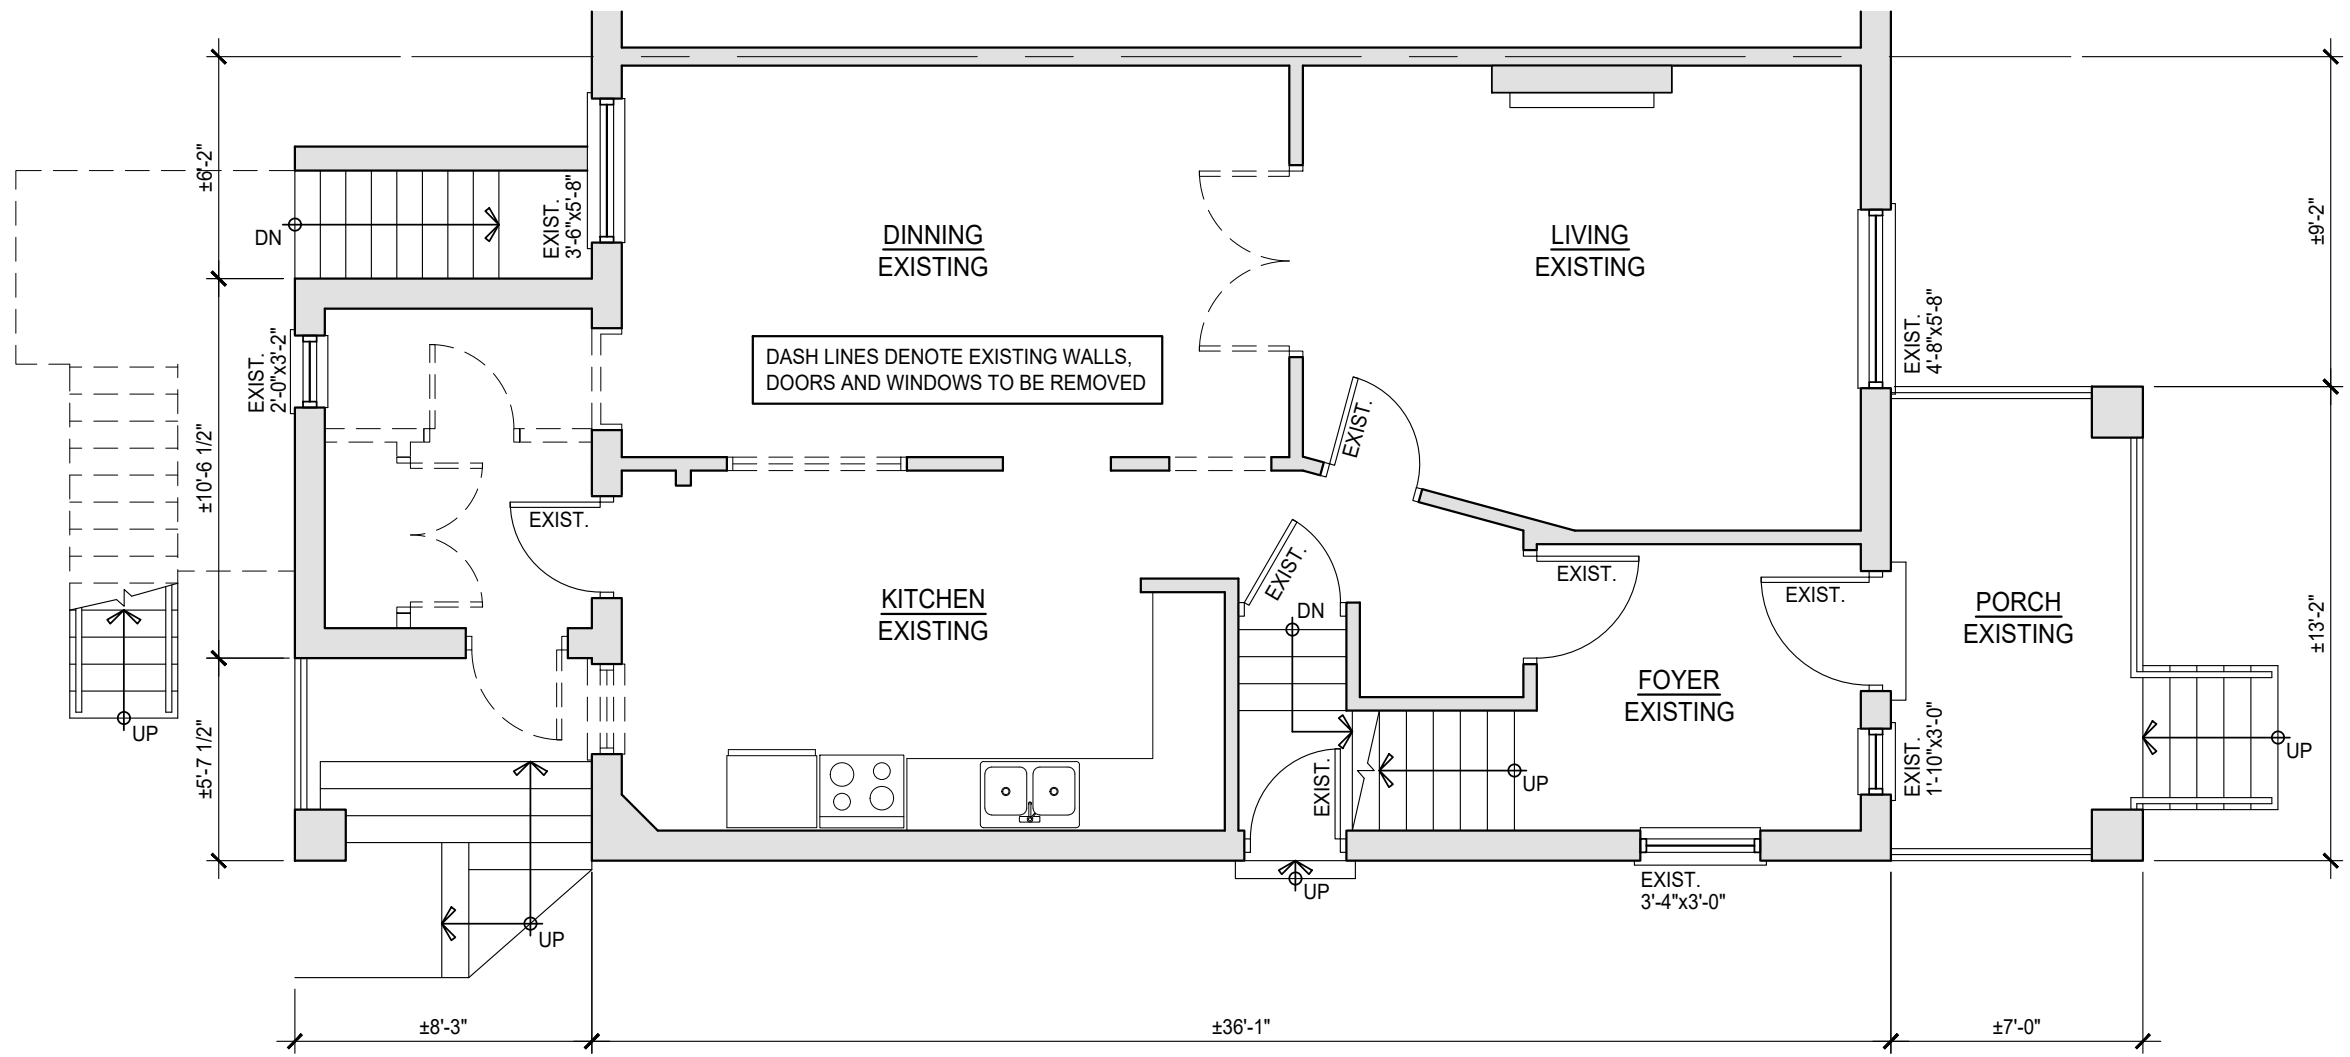 ±6'-2"
DN
EXIST.
3'-6"x5'-8"
DINNING
EXISTING
LIVING
EXISTING
±9'-2"
EXIST.
2'-0"x3'-2"
DASH LINES DENOTE EXISTING WALLS,
DOORS AND WINDOWS TO BE REMOVED
EXIST.
4'-8"x5'-8"
EXIST.
±10'-6 1/2"
EXIST.
EXIST.
EXIST.
EXIST.
KITCHEN
EXISTING
DN
PORCH
EXISTING
±13'-2"
FOYER
EXISTING
UP
±5'-7 1/2"
EXIST.
UP
EXIST.
1'-10"x3'-0"
UP
EXIST.
3'-4"x3'-0"
UP
UP
±8'-3"
±36'-1"
±7'-0"